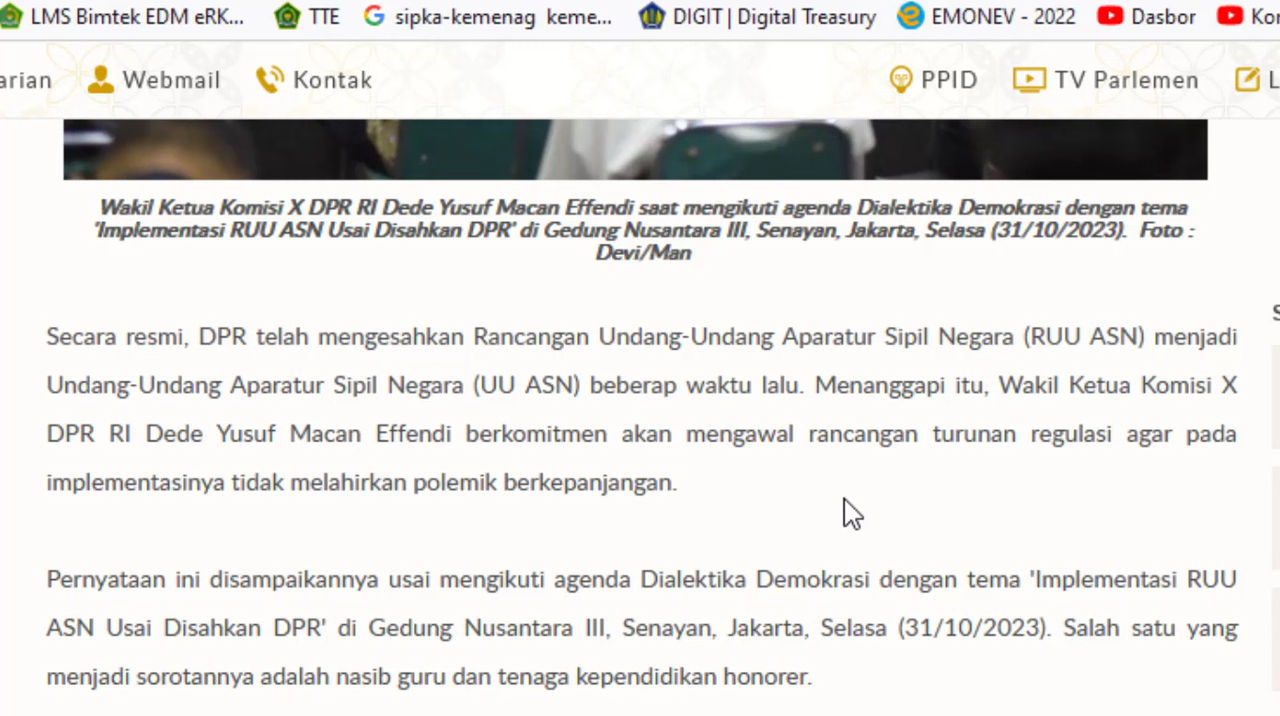 LMS Bimtek EDM eRK... TTE sipka-kemenag keme... DIGIT | Digital Treasury EMONEV - 2022 Dasbor
arian Webmail Kontak PPID TV Parlemen
Wakil Ketua Komisi X DPR RI Dede Yusuf Macan Effendi saat mengikuti agenda Dialektika Demokrasi dengan tema
'Implementasi RUU ASN Usai Disahkan DPR' di Gedung Nusantara III, Senayan, Jakarta, Selasa (31/10/2023). Foto :
Devi/Man
Secara resmi, DPR telah mengesahkan Rancangan Undang-Undang Aparatur Sipil Negara (RUU ASN) menjadi
Undang-Undang Aparatur Sipil Negara (UU ASN) beberap waktu lalu. Menanggapi itu, Wakil Ketua Komisi X
DPR RI Dede Yusuf Macan Effendi berkomitmen akan mengawal rancangan turunan regulasi agar pada
implementasinya tidak melahirkan polemik berkepanjangan.
Pernyataan ini disampaikannya usai mengikuti agenda Dialektika Demokrasi dengan tema 'Implementasi RUU
ASN Usai Disahkan DPR' di Gedung Nusantara III, Senayan, Jakarta, Selasa (31/10/2023). Salah satu yang
menjadi sorotannya adalah nasib guru dan tenaga kependidikan honorer.